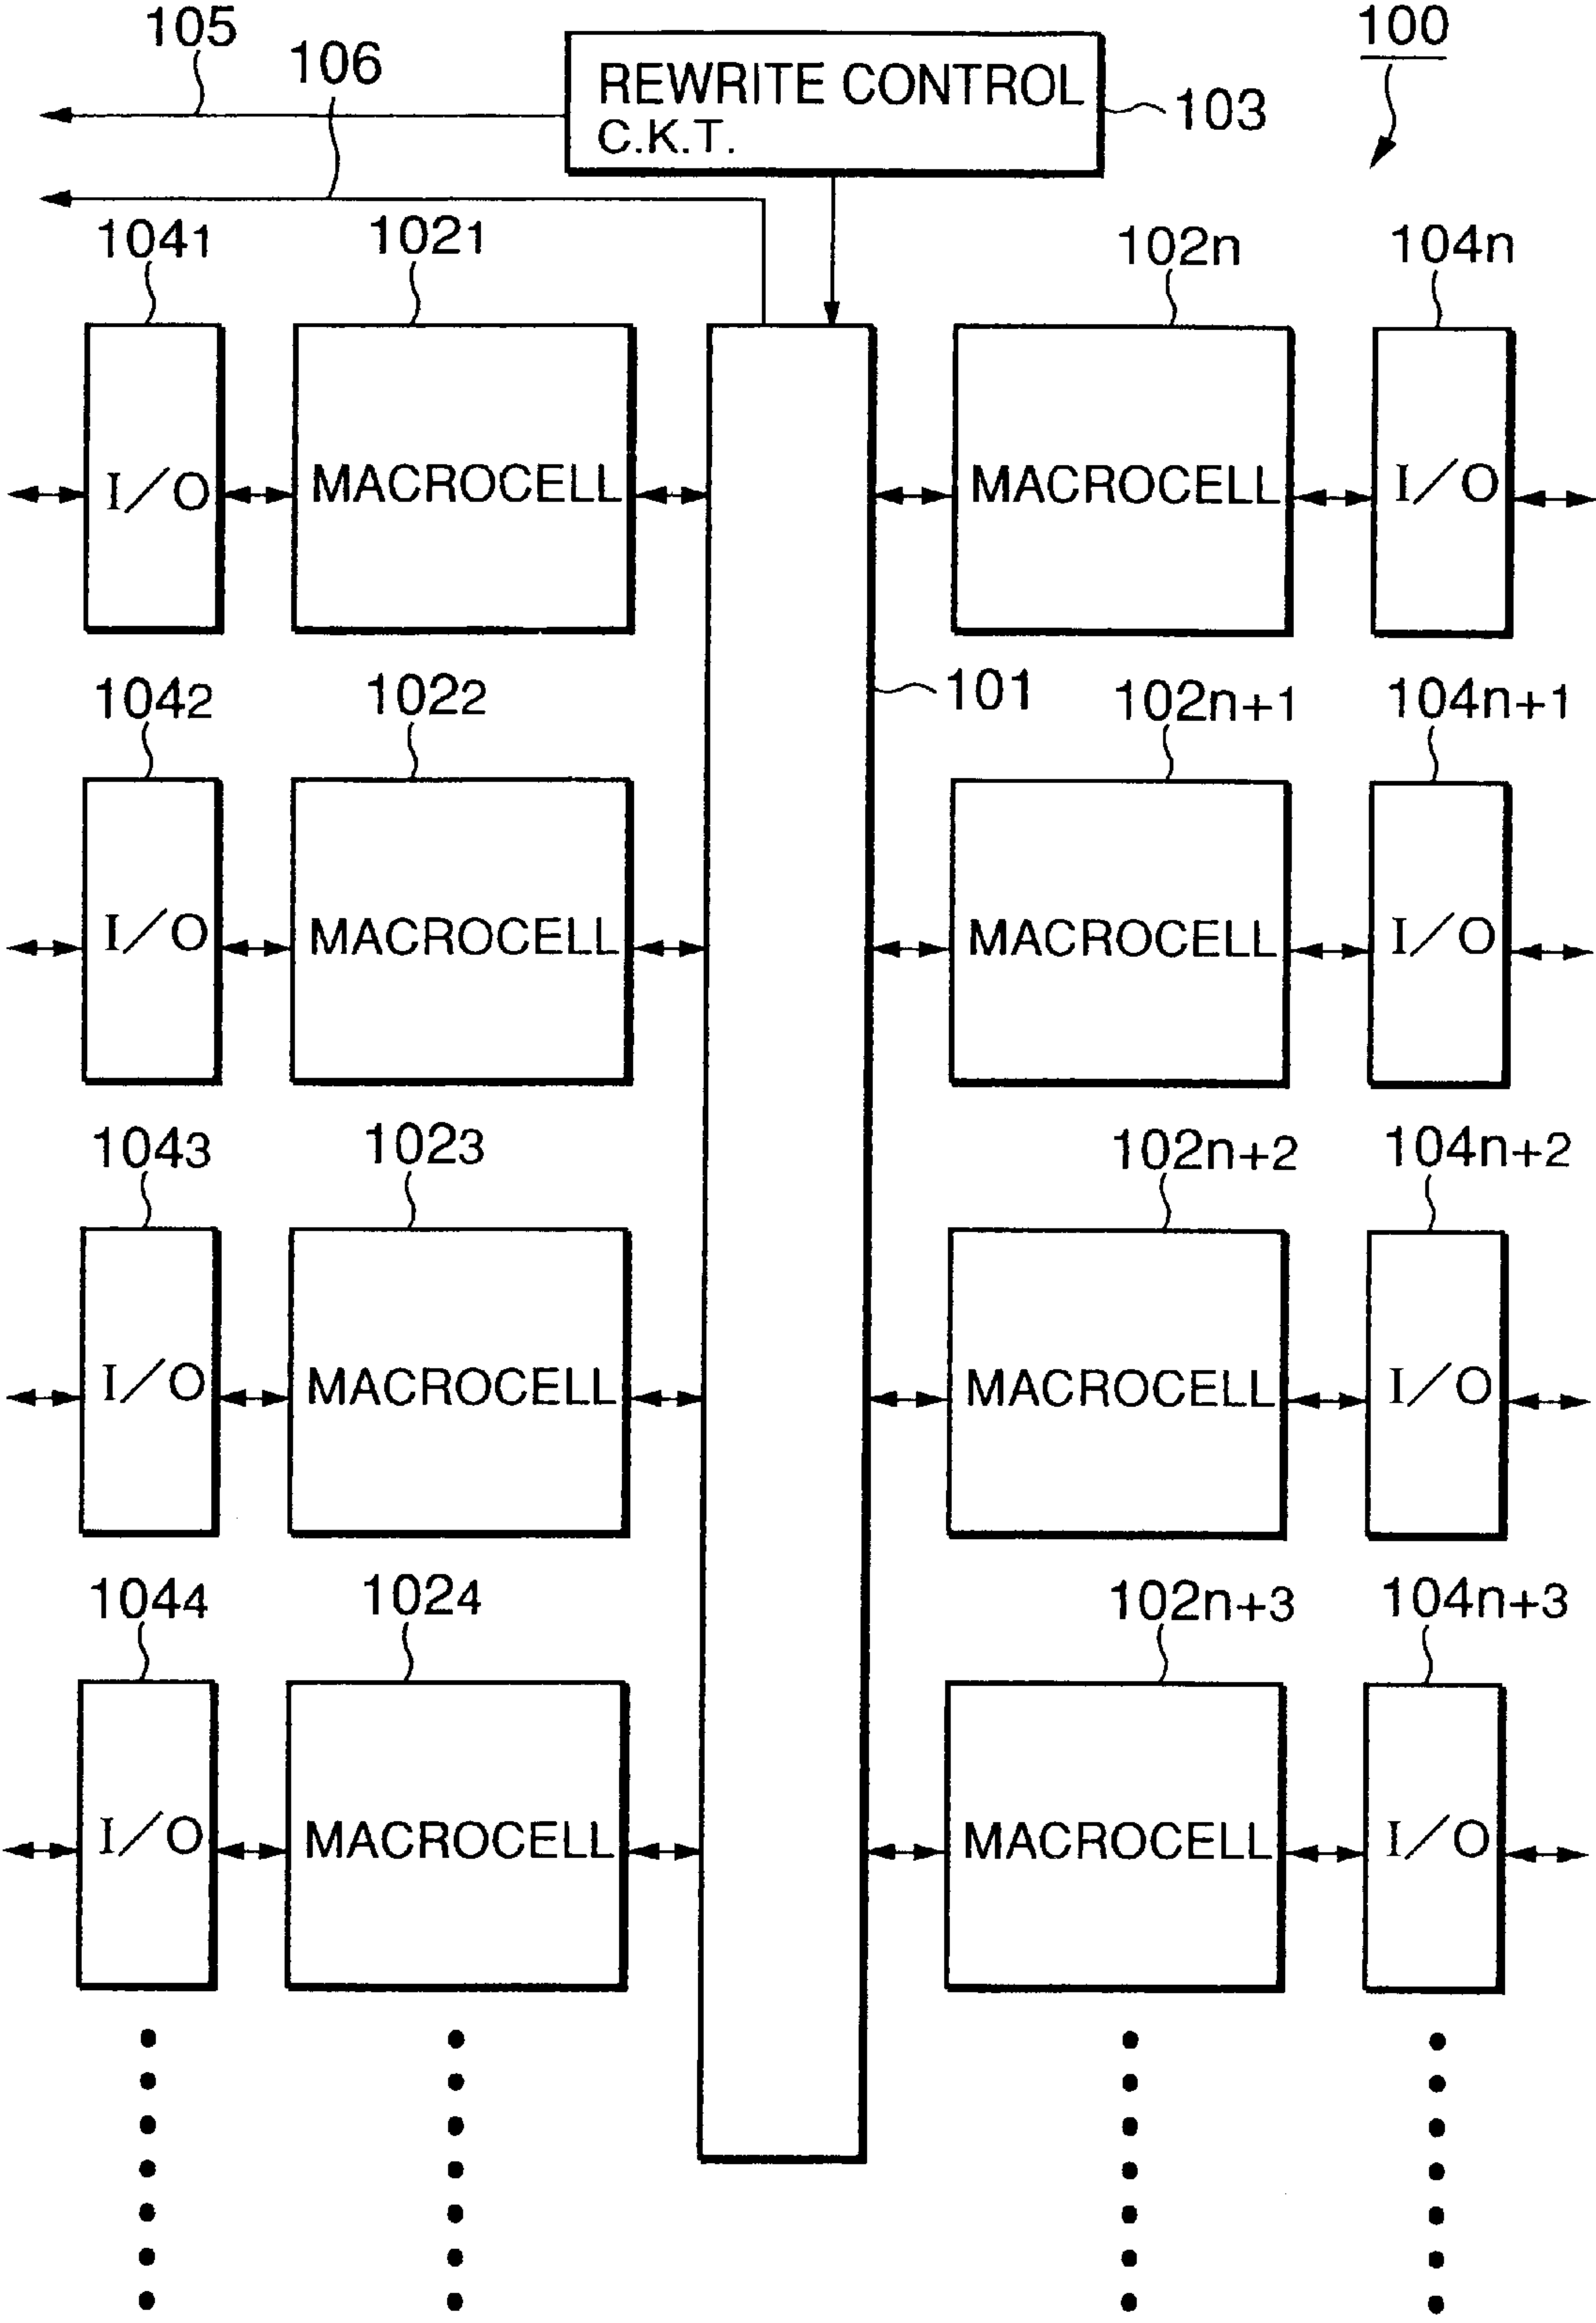 105
106
100
REWRITE CONTROL
C.K.T.
103
104₁
102₁
102n
104n
I/O
MACROCELL
MACROCELL
I/O
101
104₂
102₂
102n+1
104n+1
I/O
MACROCELL
MACROCELL
I/O
104₃
102₃
102n+2
104n+2
I/O
MACROCELL
MACROCELL
I/O
104₄
102₄
102n+3
104n+3
I/O
MACROCELL
MACROCELL
I/O